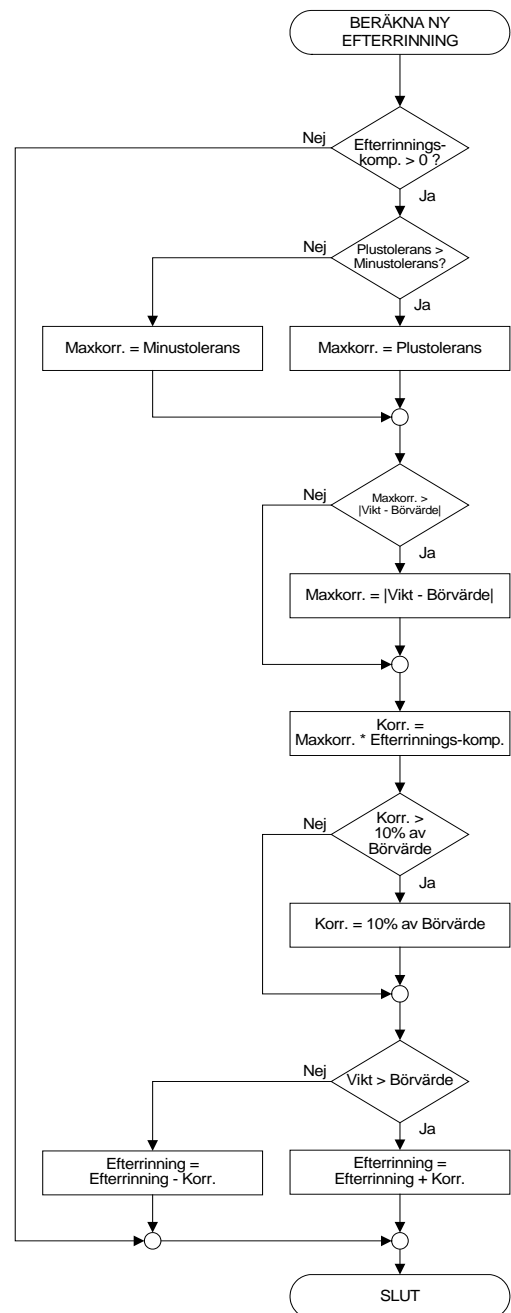 BERÄKNA NY
EFTERRINNING
Nej
Efterrinnings-
komp. > 0 ?
Ja
Nej
Plustolerans >
Minustolerans?
Ja
Maxkorr. = Minustolerans
Maxkorr. = Plustolerans
Nej
Maxkorr. >
|Vikt - Börvärde|
Ja
Maxkorr. = |Vikt - Börvärde|
Korr. =
Maxkorr. * Efterrinnings-komp.
Nej
Korr. >
10% av
Börvärde
Ja
Korr. = 10% av Börvärde
Nej
Vikt > Börvärde
Ja
Efterrinning =
Efterrinning - Korr.
Efterrinning =
Efterrinning + Korr.
SLUT